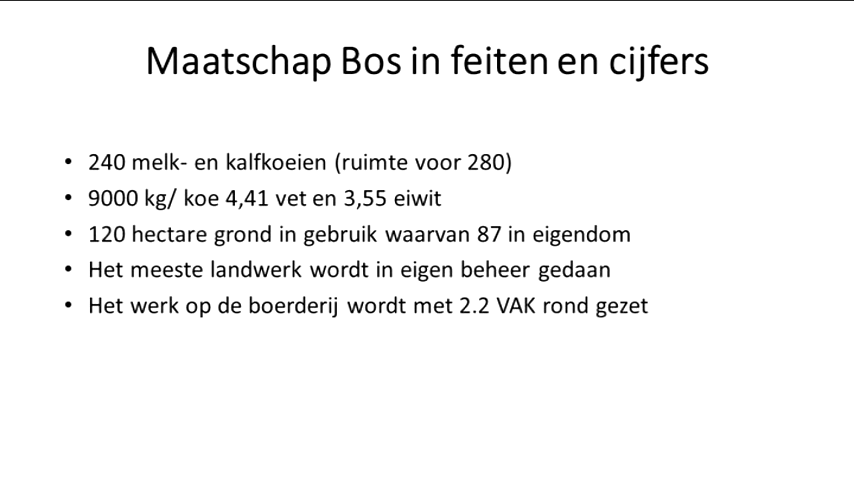 Maatschap Bos in feiten en cijfers
• 240 melk- en kalfkoeien (ruimte voor 280)
• 9000 kg/ koe 4,41 vet en 3,55 eiwit
• 120 hectare grond in gebruik waarvan 87 in eigendom
• Het meeste landwerk wordt in eigen beheer gedaan
• Het werk op de boerderij wordt met 2.2 VAK rond gezet